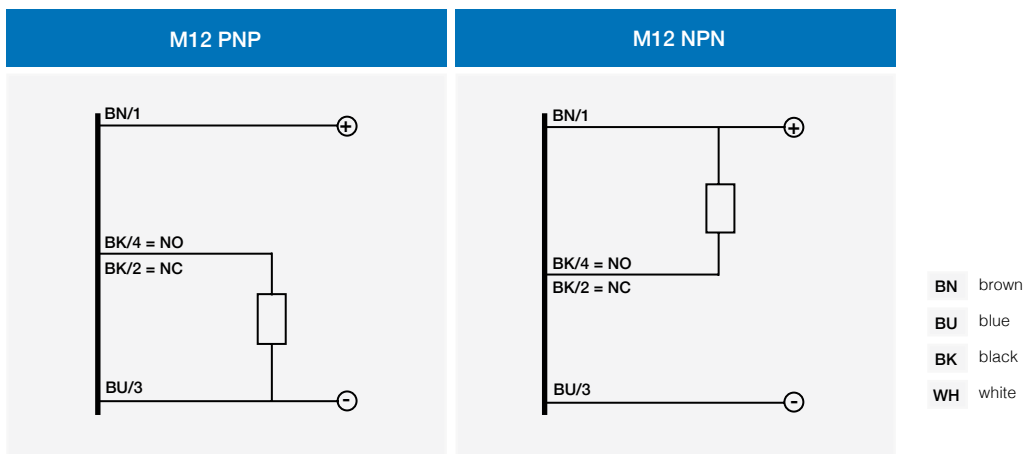 M12 PNP
BN/1
+
BK/4 = NO
BK/2 = NC
BU/3
-
M12 NPN
BN/1
+
BK/4 = NO
BK/2 = NC
BU/3
-
BN brown
BU blue
BK black
WH white